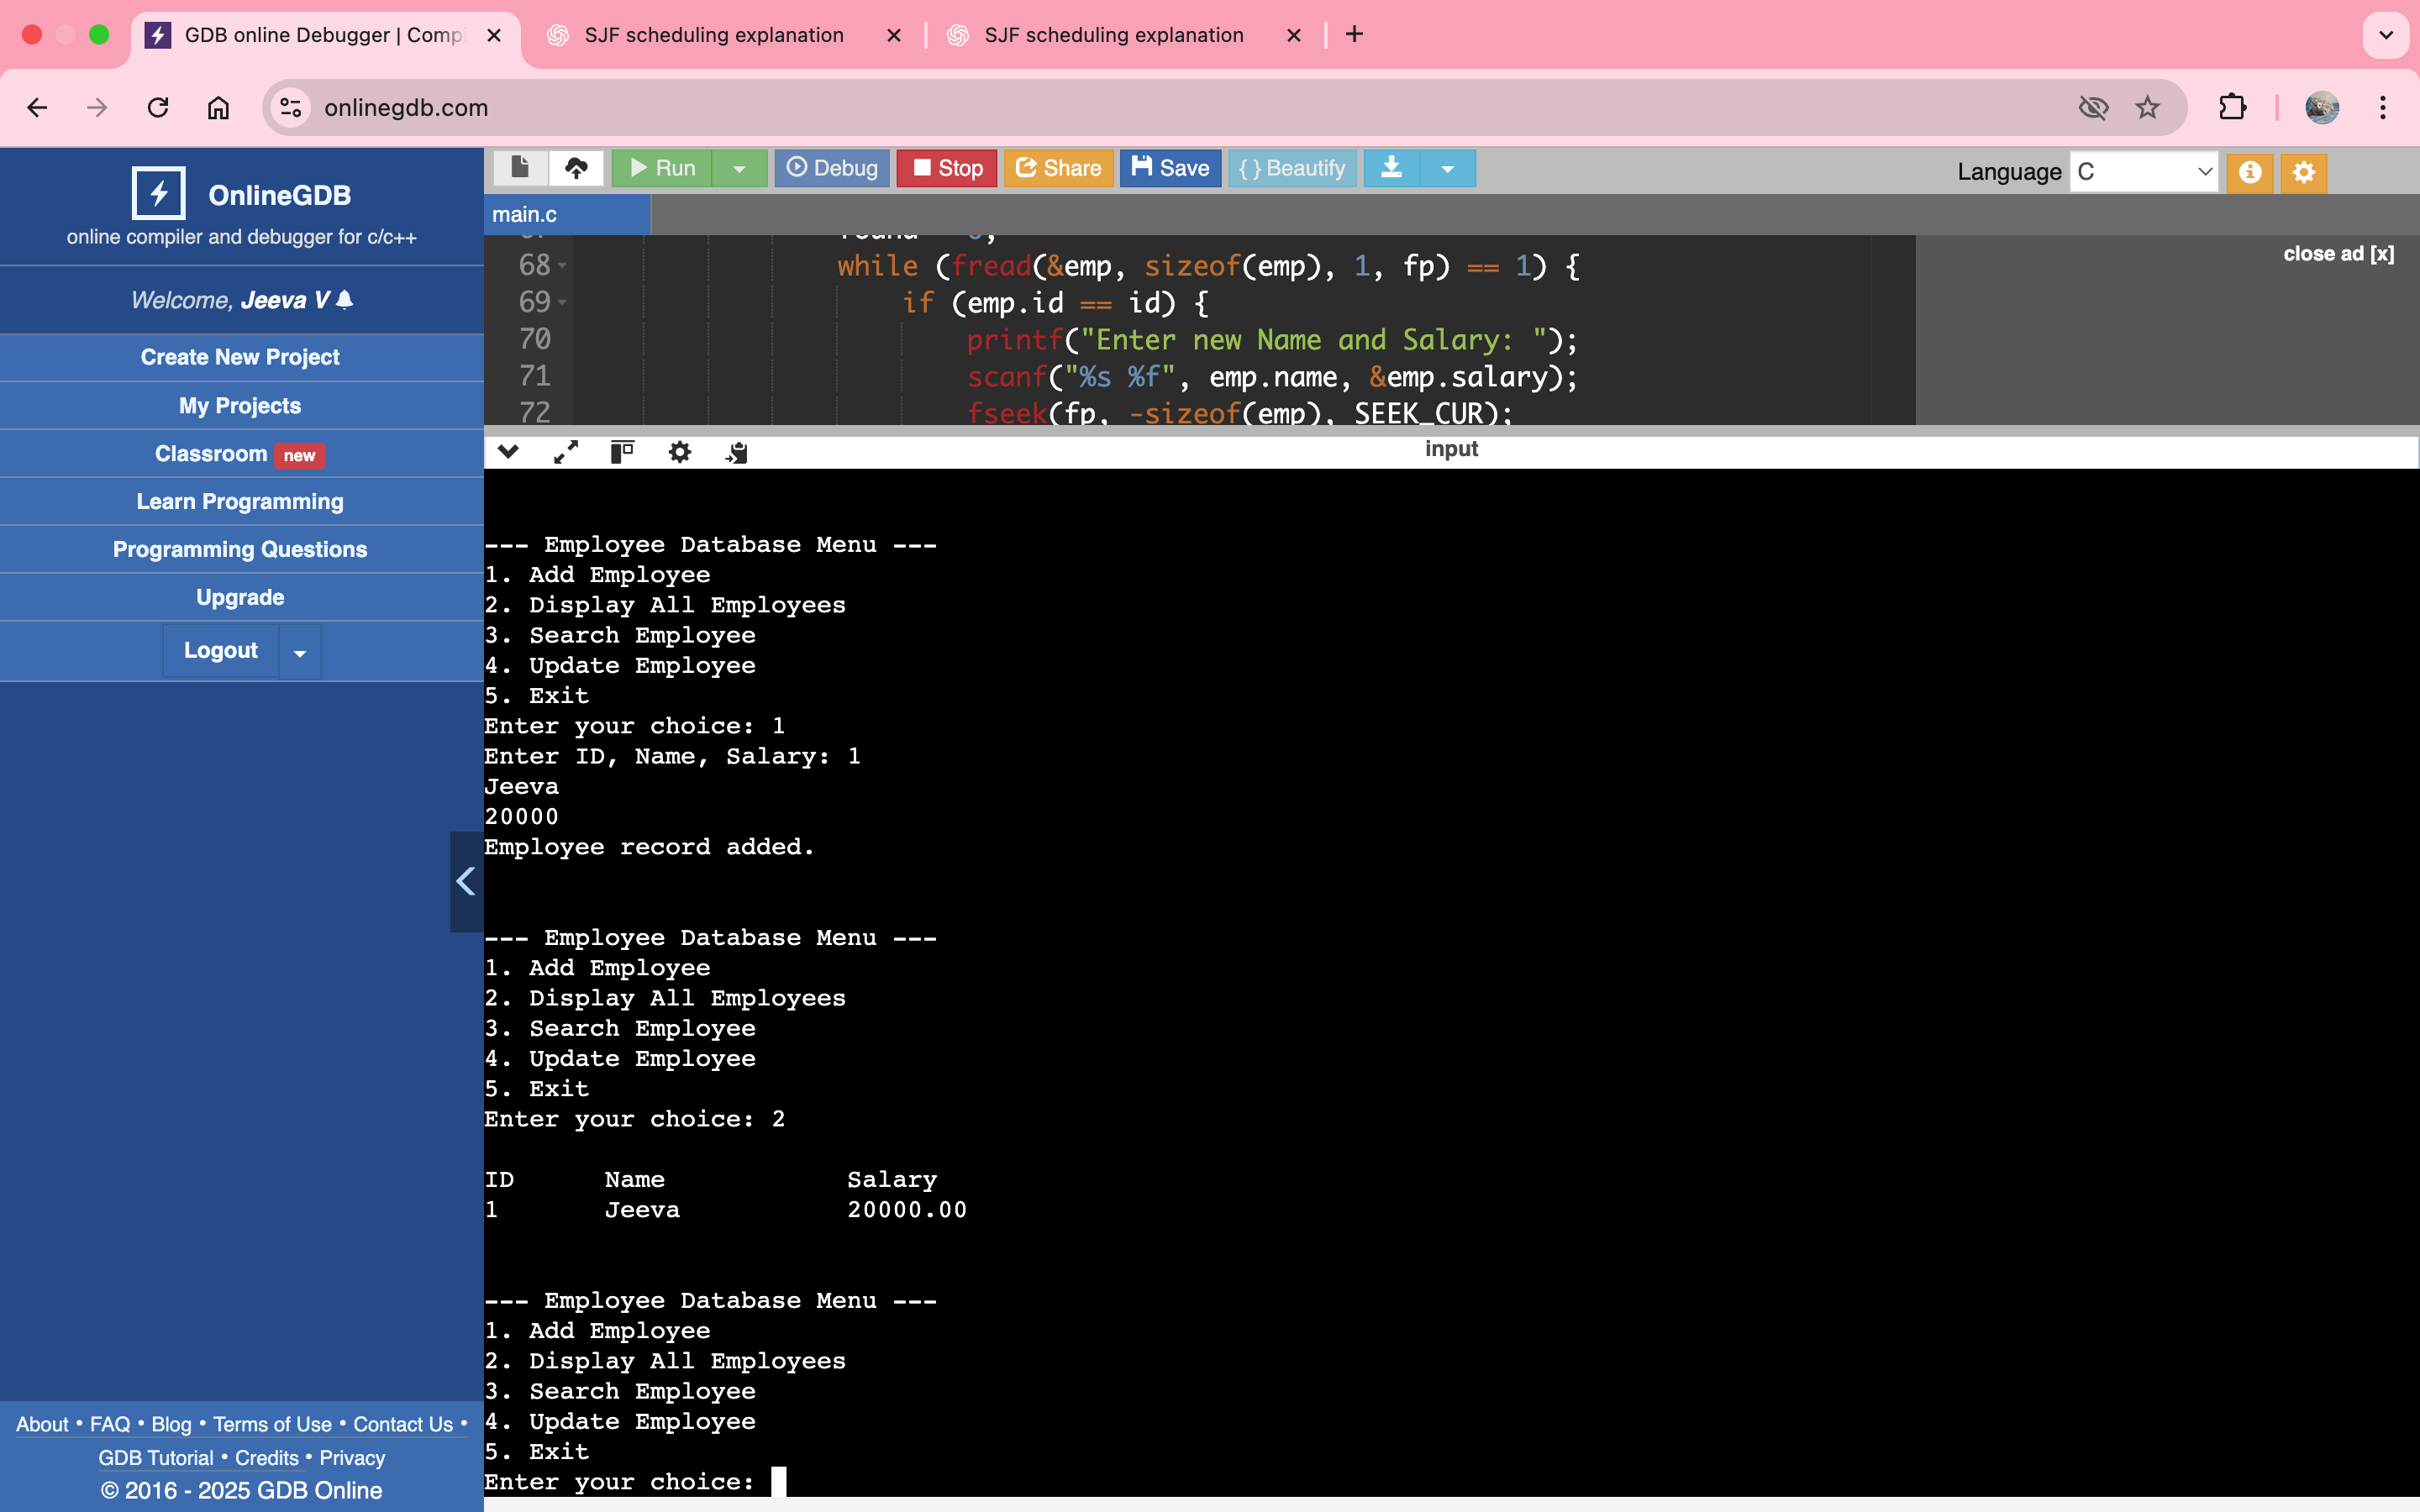 GDB online Debugger | Comp
SJF scheduling explanation
SJF scheduling explanation
onlinegdb.com
OnlineGDB
online compiler and debugger for c/c++
Welcome, Jeeva V
Create New Project
My Projects
Classroom new
Learn Programming
Programming Questions
Upgrade
Logout
About • FAQ • Blog • Terms of Use • Contact Us •
GDB Tutorial • Credits • Privacy
© 2016 - 2025 GDB Online
Run Debug Stop Share Save { } Beautify
Language C
main.c
close ad [x]
68 while (fread(&emp, sizeof(emp), 1, fp) == 1) {
69 if (emp.id == id) {
70 printf("Enter new Name and Salary: ");
71 scanf("%s %f", emp.name, &emp.salary);
72 fseek(fp, -sizeof(emp), SEEK_CUR);
input
--- Employee Database Menu ---
1. Add Employee
2. Display All Employees
3. Search Employee
4. Update Employee
5. Exit
Enter your choice: 1
Enter ID, Name, Salary: 1
Jeeva
20000
Employee record added.
--- Employee Database Menu ---
1. Add Employee
2. Display All Employees
3. Search Employee
4. Update Employee
5. Exit
Enter your choice: 2
ID Name Salary
1 Jeeva 20000.00
--- Employee Database Menu ---
1. Add Employee
2. Display All Employees
3. Search Employee
4. Update Employee
5. Exit
Enter your choice: